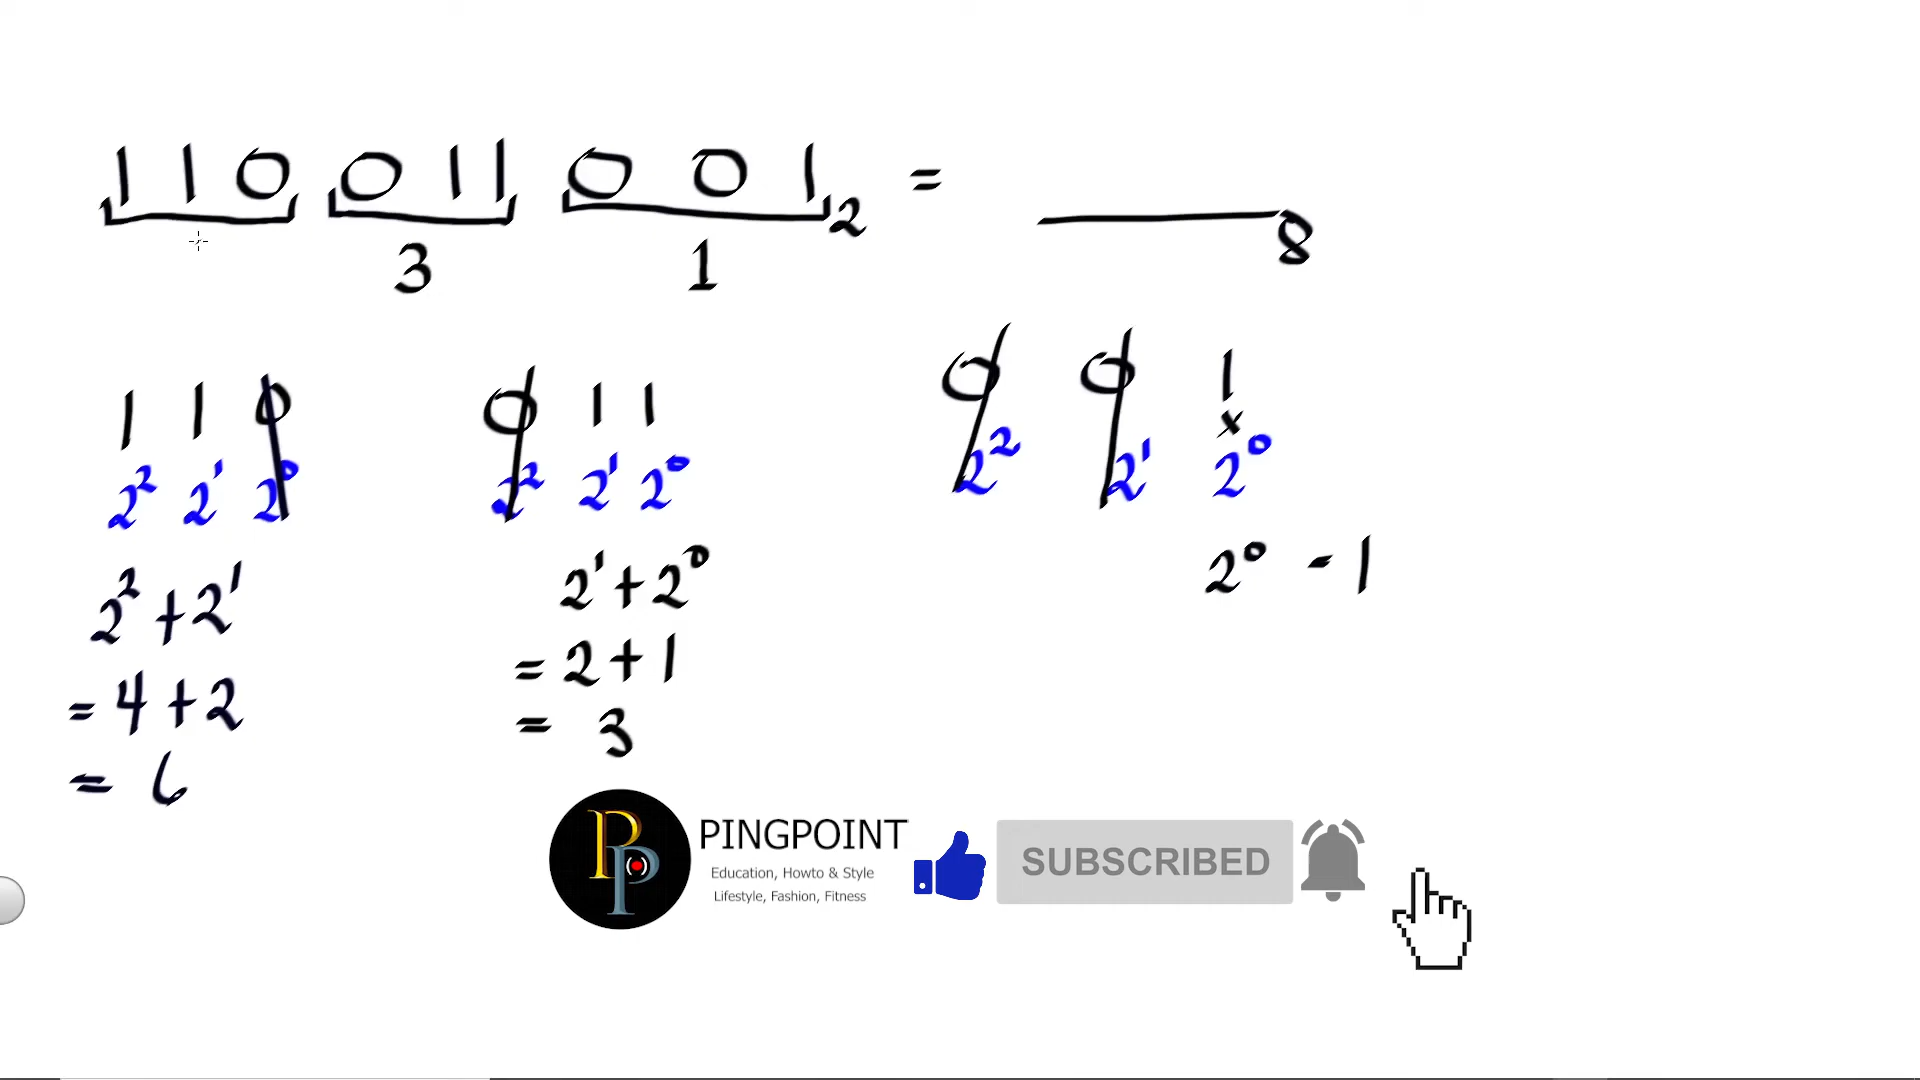 110 011 001₂ = ______₈
3 1
1 1 0
2² 2¹ 2⁰
2² + 2¹
= 4 + 2
= 6
0 1 1
2² 2¹ 2⁰
2¹ + 2⁰
= 2 + 1
= 3
0 0 1
x
2² 2¹ 2⁰
2⁰ - 1
PP
PINGPOINT
Education, Howto & Style
Lifestyle, Fashion, Fitness
SUBSCRIBED